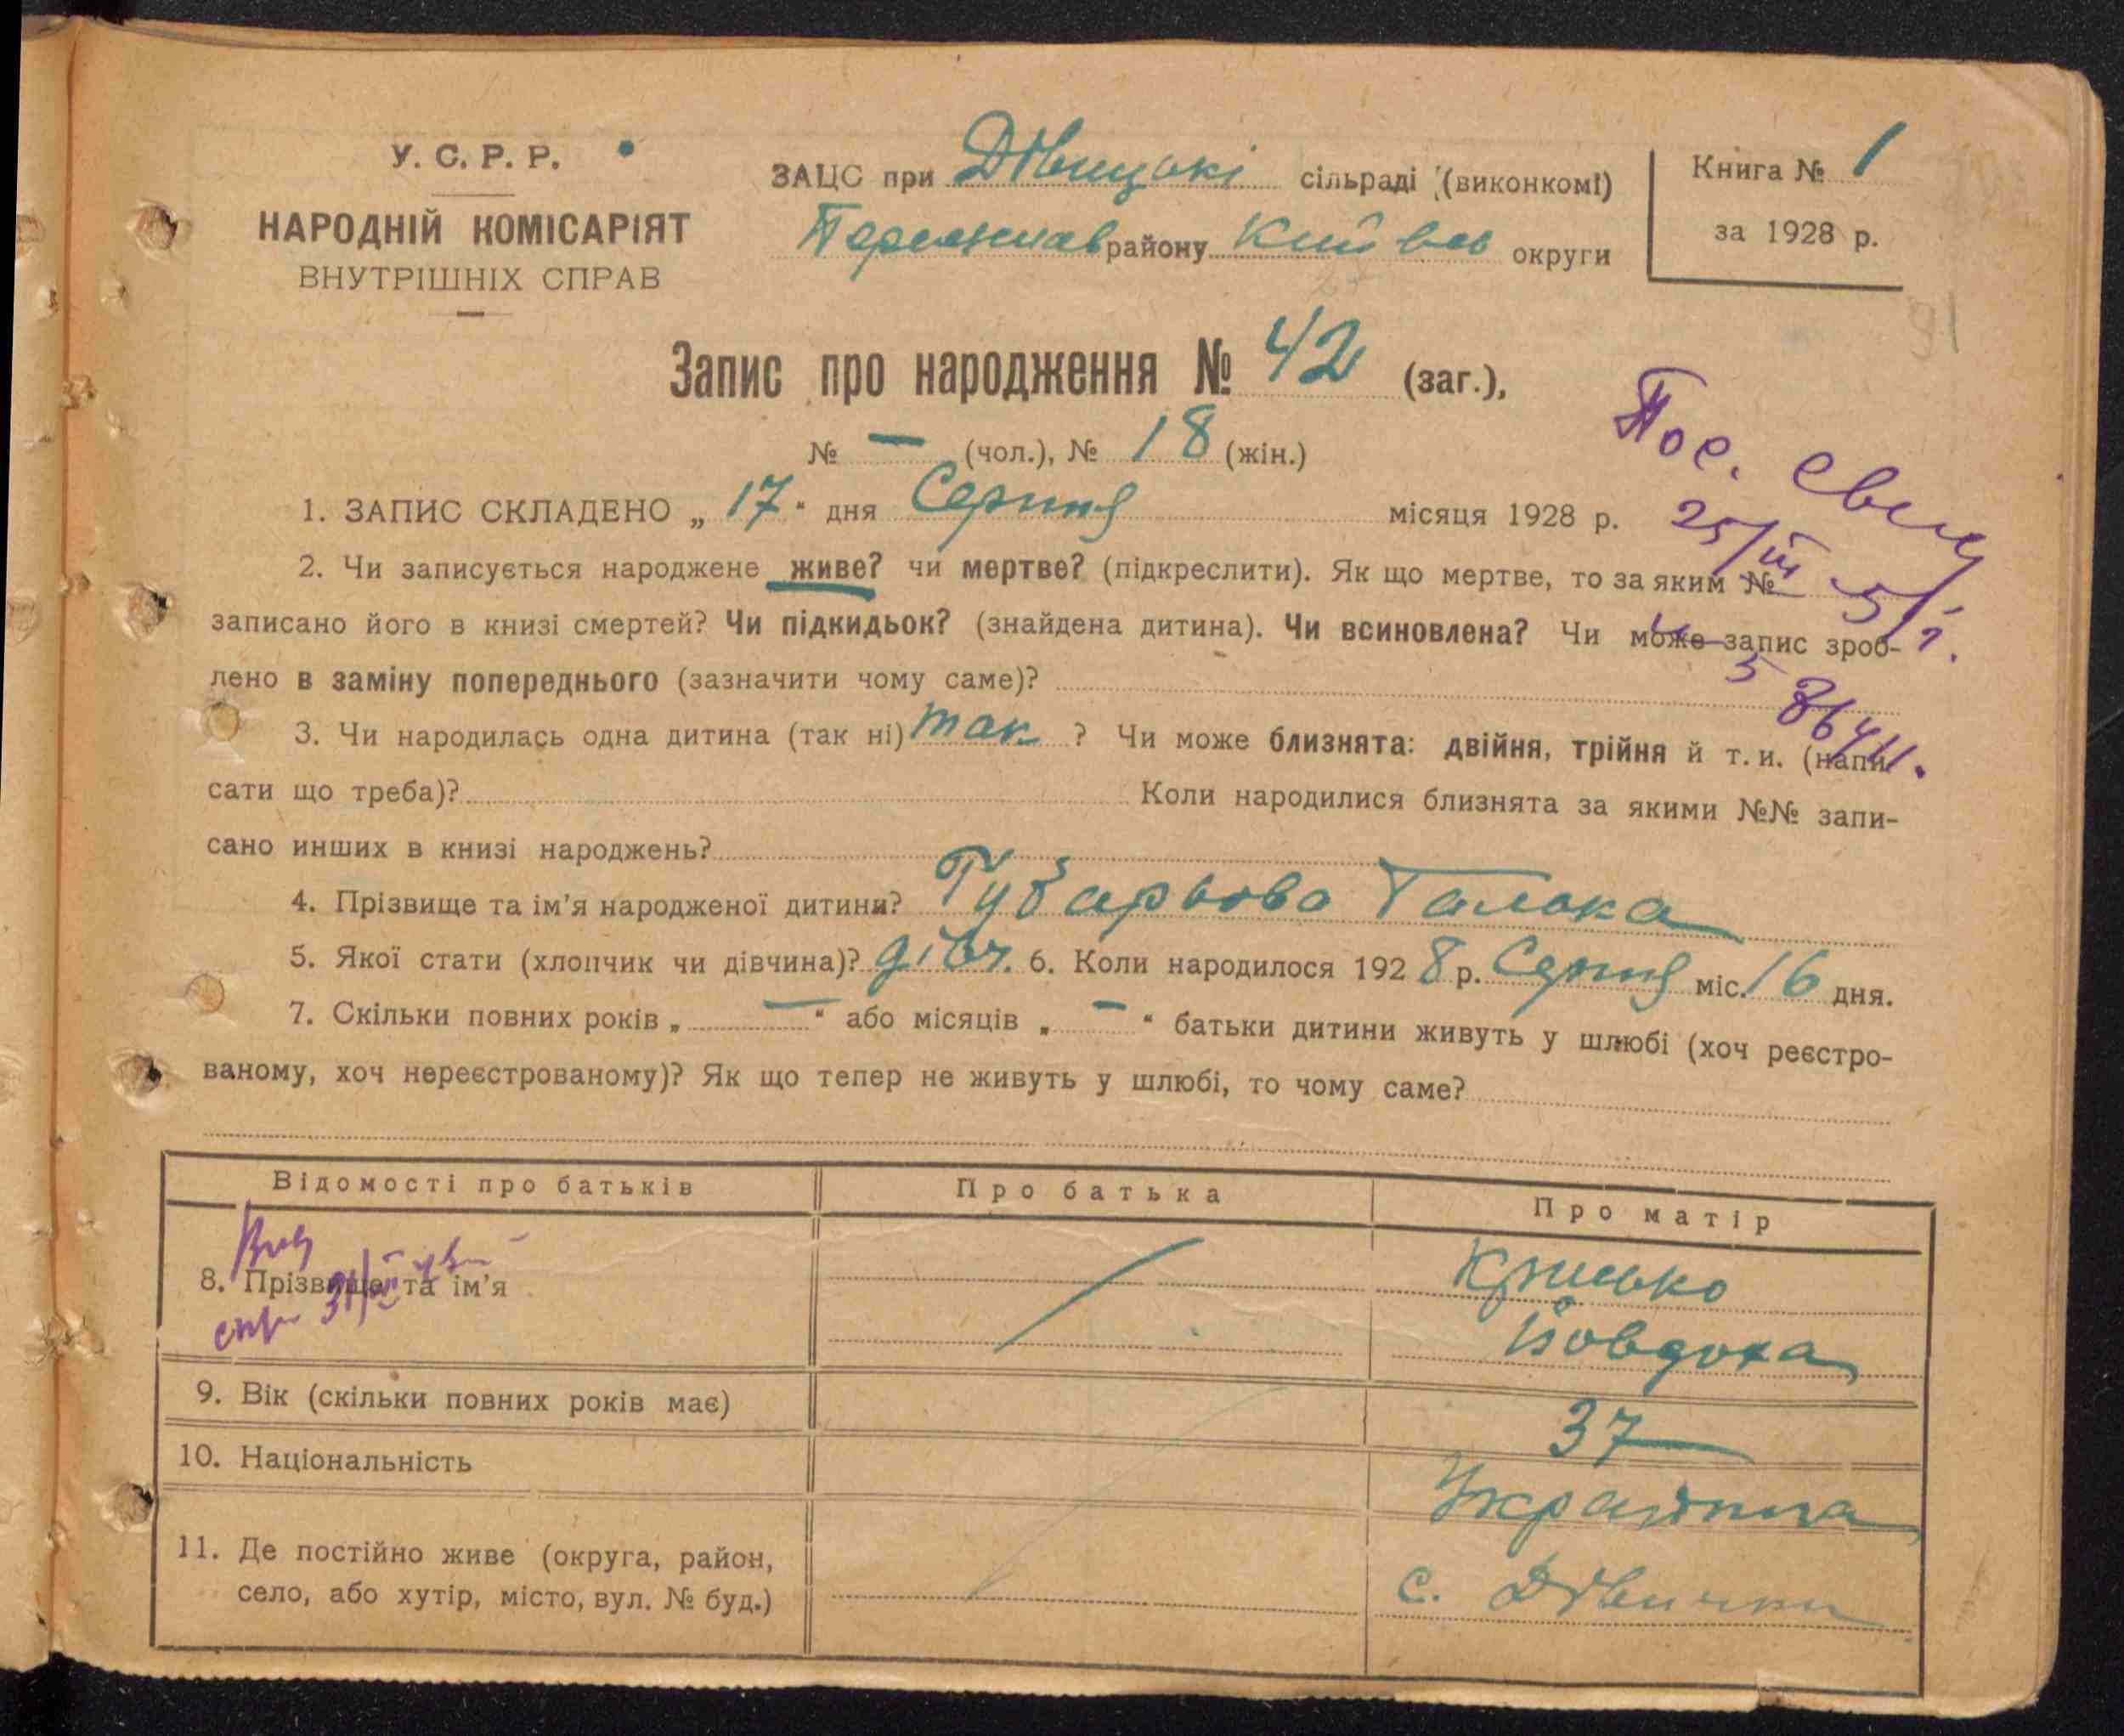 У. С. Р. Р.
НАРОДНІЙ КОМІСАРІЯТ
ВНУТРІШНІХ СПРАВ
ЗАЦС при Дівицькі сільраді (виконкомі)
Переяслав району Київсь округи
Книга № 1
за 1928 р.
Запис про народження № 42 (заг.),
№ — (чол.), № 18 (жін.)
1. ЗАПИС СКЛАДЕНО „ 17 “ дня Серпня місяця 1928 р.
2. Чи записується народжене живе? чи мертве? (підкреслити). Як що мертве, то за яким №
записано його в книзі смертей? Чи підкидьок? (знайдена дитина). Чи всиновлена? Чи може запис зроб-
лено в заміну попереднього (зазначити чому саме)?
3. Чи народилась одна дитина (так ні) так ? Чи може близнята: двійня, трійня й т. и. (напи-
сати що треба)? Коли народилися близнята за якими №№ запи-
сано инших в книзі народжень?
4. Прізвище та ім’я народженої дитини? Губарьова Галька
5. Якої стати (хлопчик чи дівчина)? дівч. 6. Коли народилося 1928 р. Серпня міс. 16 дня.
7. Скільки повних років „ — “ або місяців „ — “ батьки дитини живуть у шлюбі (хоч реєстро-
ваному, хоч нереєстрованому)? Як що тепер не живуть у шлюбі, то чому саме?
Відомості про батьків Про батька Про матір
8. Прізвище та ім’я Крисько
Йовдоха
9. Вік (скільки повних років має) 37
10. Національність Українка
11. Де постійно живе (округа, район, с. Дівички
село, або хутір, місто, вул. № буд.)